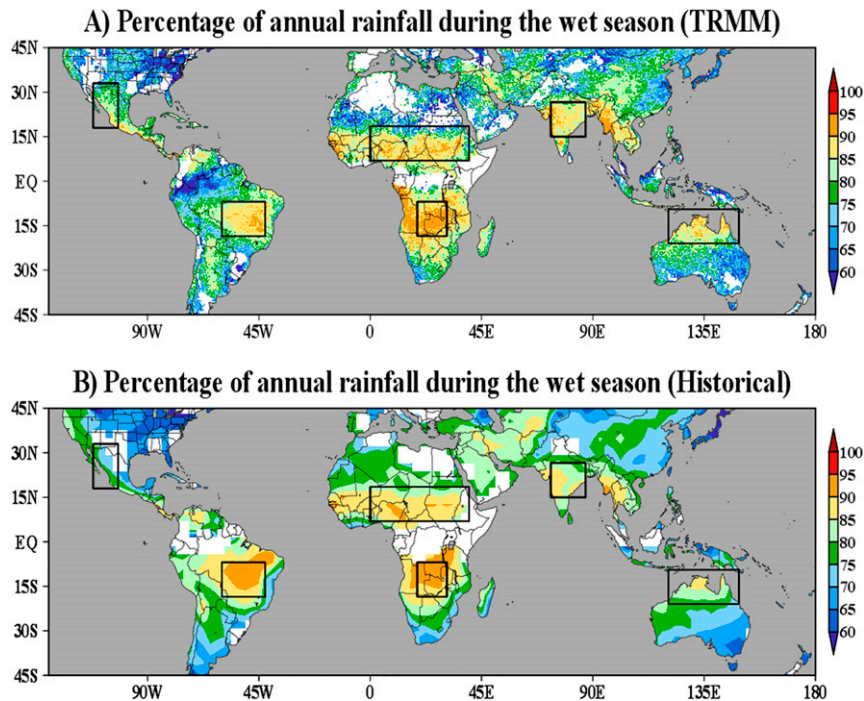 A) Percentage of annual rainfall during the wet season (TRMM)
45N
30N
15N
EQ
15S
30S
45S
90W 45W 0 45E 90E 135E 180
100
95
90
85
80
75
70
65
60
B) Percentage of annual rainfall during the wet season (Historical)
45N
30N
15N
EQ
15S
30S
45S
90W 45W 0 45E 90E 135E 180
100
95
90
85
80
75
70
65
60